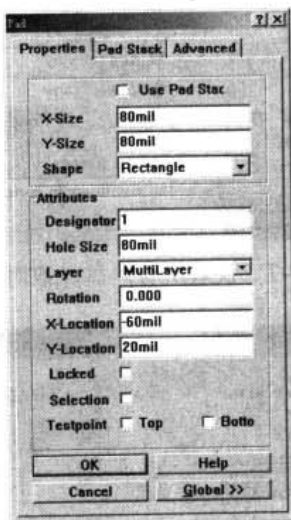 Pad
Properties Pad Stack Advanced
Use Pad Stac
X-Size 80mil
Y-Size 80mil
Shape Rectangle
Attributes
Designator 1
Hole Size 80mil
Layer MultiLayer
Rotation 0.000
X-Location -60mil
Y-Location 20mil
Locked
Selection
Testpoint Top Botto
OK Help
Cancel Global >>